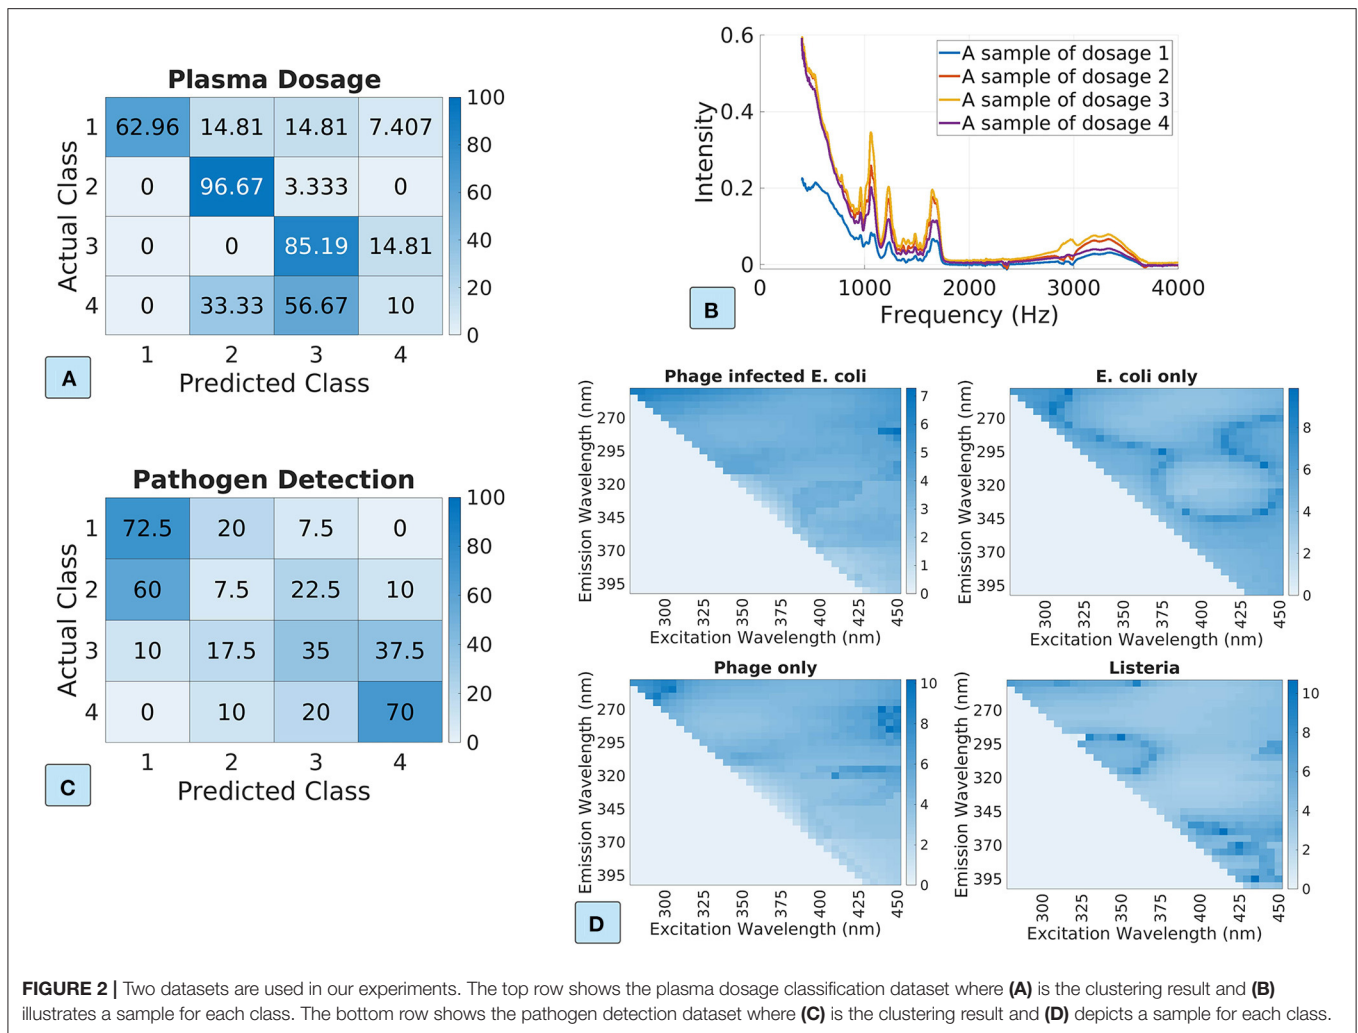 Plasma Dosage
Actual Class
1 62.96 14.81 14.81 7.407
2 0 96.67 3.333 0
3 0 0 85.19 14.81
4 0 33.33 56.67 10
1 2 3 4
Predicted Class
100
80
60
40
20
0
A
Intensity
0.6
0.4
0.2
0
A sample of dosage 1
A sample of dosage 2
A sample of dosage 3
A sample of dosage 4
0 1000 2000 3000 4000
Frequency (Hz)
B
Pathogen Detection
Actual Class
1 72.5 20 7.5 0
2 60 7.5 22.5 10
3 10 17.5 35 37.5
4 0 10 20 70
1 2 3 4
Predicted Class
100
80
60
40
20
0
C
Phage infected E. coli
Emission Wavelength (nm)
270
295
320
345
370
395
300 325 350 375 400 425 450
Excitation Wavelength (nm)
7
6
5
4
3
2
1
0
E. coli only
Emission Wavelength (nm)
270
295
320
345
370
395
300 325 350 375 400 425 450
Excitation Wavelength (nm)
8
6
4
2
0
Phage only
Emission Wavelength (nm)
270
295
320
345
370
395
300 325 350 375 400 425 450
Excitation Wavelength (nm)
10
8
6
4
2
0
Listeria
Emission Wavelength (nm)
270
295
320
345
370
395
300 325 350 375 400 425 450
Excitation Wavelength (nm)
10
8
6
4
2
0
D
FIGURE 2 | Two datasets are used in our experiments. The top row shows the plasma dosage classification dataset where (A) is the clustering result and (B)
illustrates a sample for each class. The bottom row shows the pathogen detection dataset where (C) is the clustering result and (D) depicts a sample for each class.